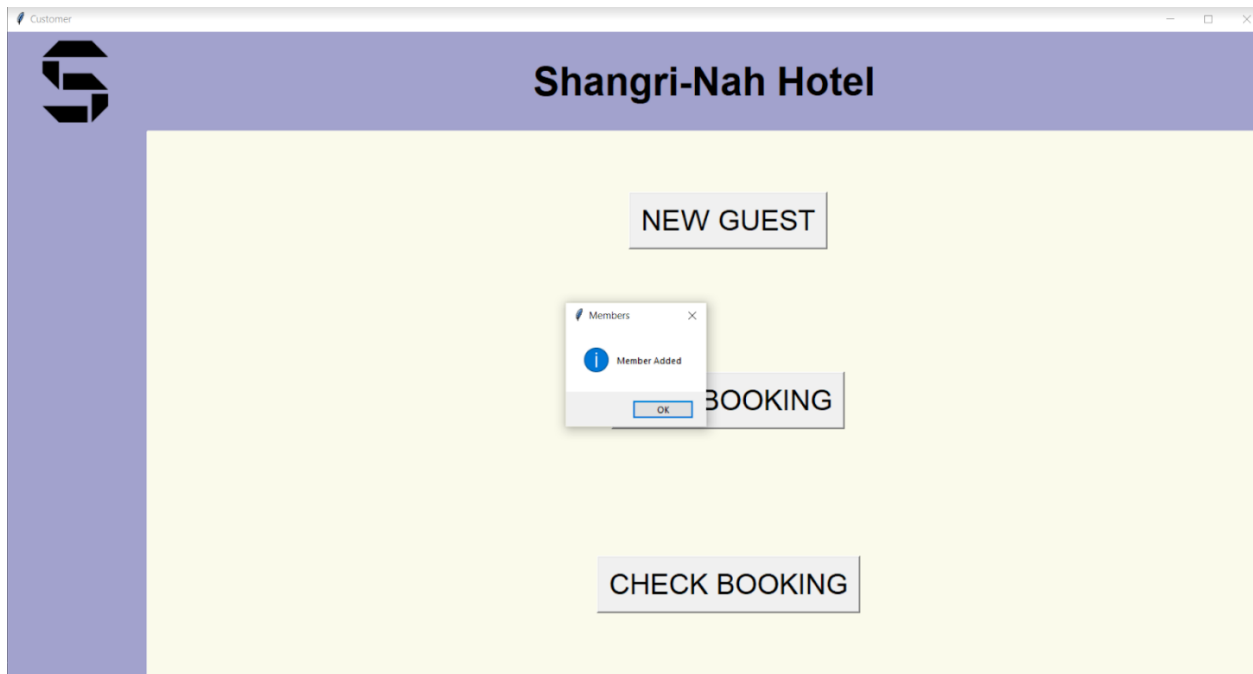 Customer
Shangri-Nah Hotel
NEW GUEST
Members
Member Added
OK
BOOKING
CHECK BOOKING